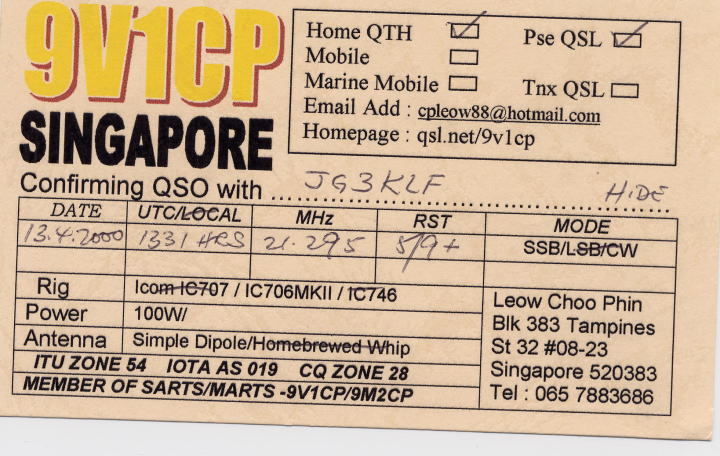 9V1CP
SINGAPORE
Home QTH
Pse QSL
Mobile
Marine Mobile
Tnx QSL
Email Add : cpleow88@hotmail.com
Homepage : qsl.net/9v1cp
Confirming QSO with JG3KLF HIDE
DATE UTC/LOCAL MHz RST MODE
13.4.2000 1331 HRS 21.295 5/9+ SSB/LSB/CW
Rig Icom IC707 / IC706MKII / IC746
Power 100W/
Antenna Simple Dipole/Homebrewed Whip
ITU ZONE 54 IOTA AS 019 CQ ZONE 28
MEMBER OF SARTS/MARTS -9V1CP/9M2CP
Leow Choo Phin
Blk 383 Tampines
St 32 #08-23
Singapore 520383
Tel : 065 7883686